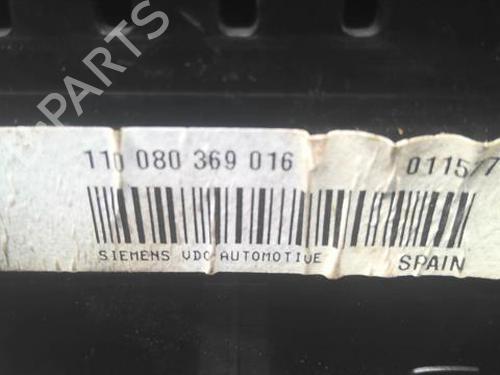 PARTS
110 080 369 016 011577
SIEMENS VDO AUTOMOTIVE SPAIN